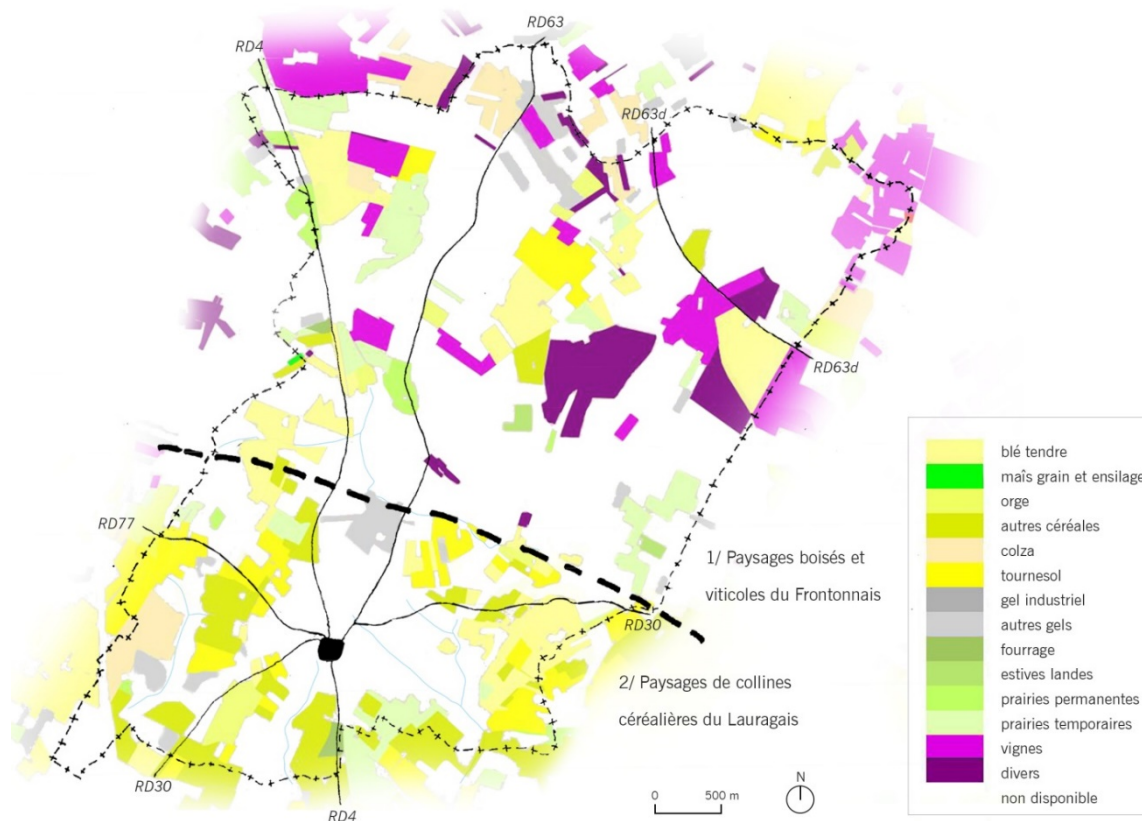 RD63
RD4
RD63d
RD63d
RD77
1/ Paysages boisés et
viticoles du Frontonnais
RD30
2/ Paysages de collines
céréalières du Lauragais
RD30
RD4
0 500 m
N
blé tendre
maîs grain et ensilage
orge
autres céréales
colza
tournesol
gel industriel
autres gels
fourrage
estives landes
prairies permanentes
prairies temporaires
vignes
divers
non disponible